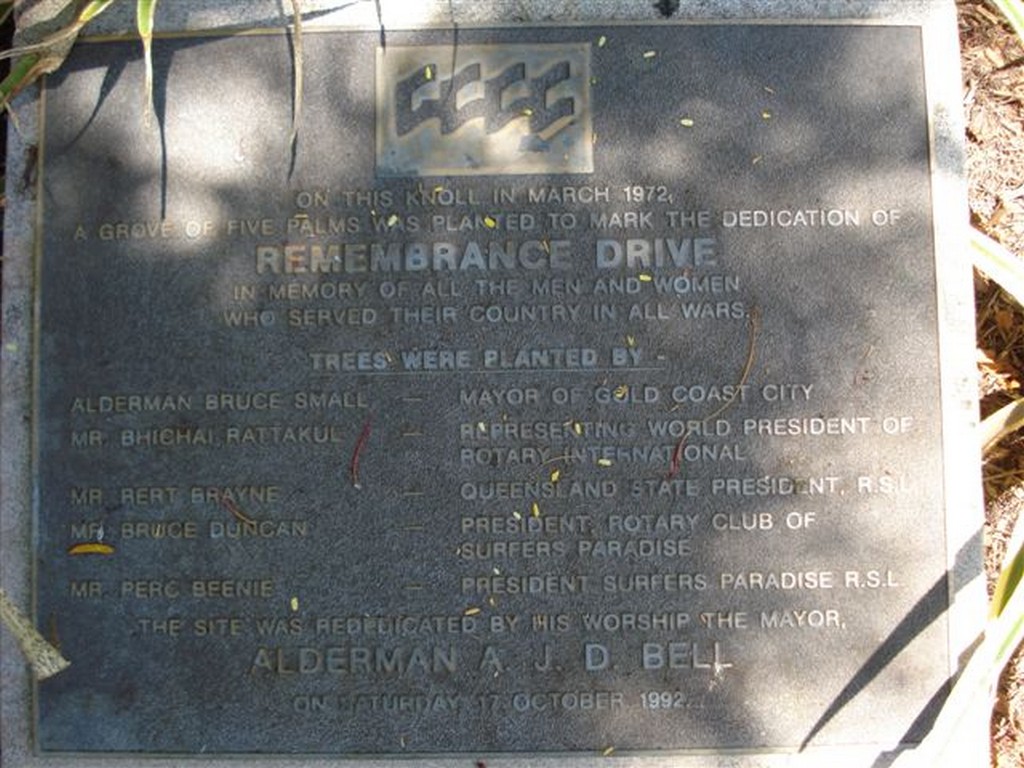 ON THIS KNOLL IN MARCH 1972,
A GROVE OF FIVE PALMS WAS PLANTED TO MARK THE DEDICATION OF
REMEMBRANCE DRIVE
IN MEMORY OF ALL THE MEN AND WOMEN
WHO SERVED THEIR COUNTRY IN ALL WARS.
TREES WERE PLANTED BY -
ALDERMAN BRUCE SMALL — MAYOR OF GOLD COAST CITY
MR. BHICHAI RATTAKUL — REPRESENTING WORLD PRESIDENT OF
ROTARY INTERNATIONAL
MR. BERT BRAYNE — QUEENSLAND STATE PRESIDENT, R.S.L.
MR. BRUCE DUNCAN — PRESIDENT, ROTARY CLUB OF
SURFERS PARADISE
MR. PERC BEENIE — PRESIDENT SURFERS PARADISE R.S.L.
THE SITE WAS REDEDICATED BY HIS WORSHIP THE MAYOR,
ALDERMAN A. J. D. BELL
ON SATURDAY, 17 OCTOBER 1992.